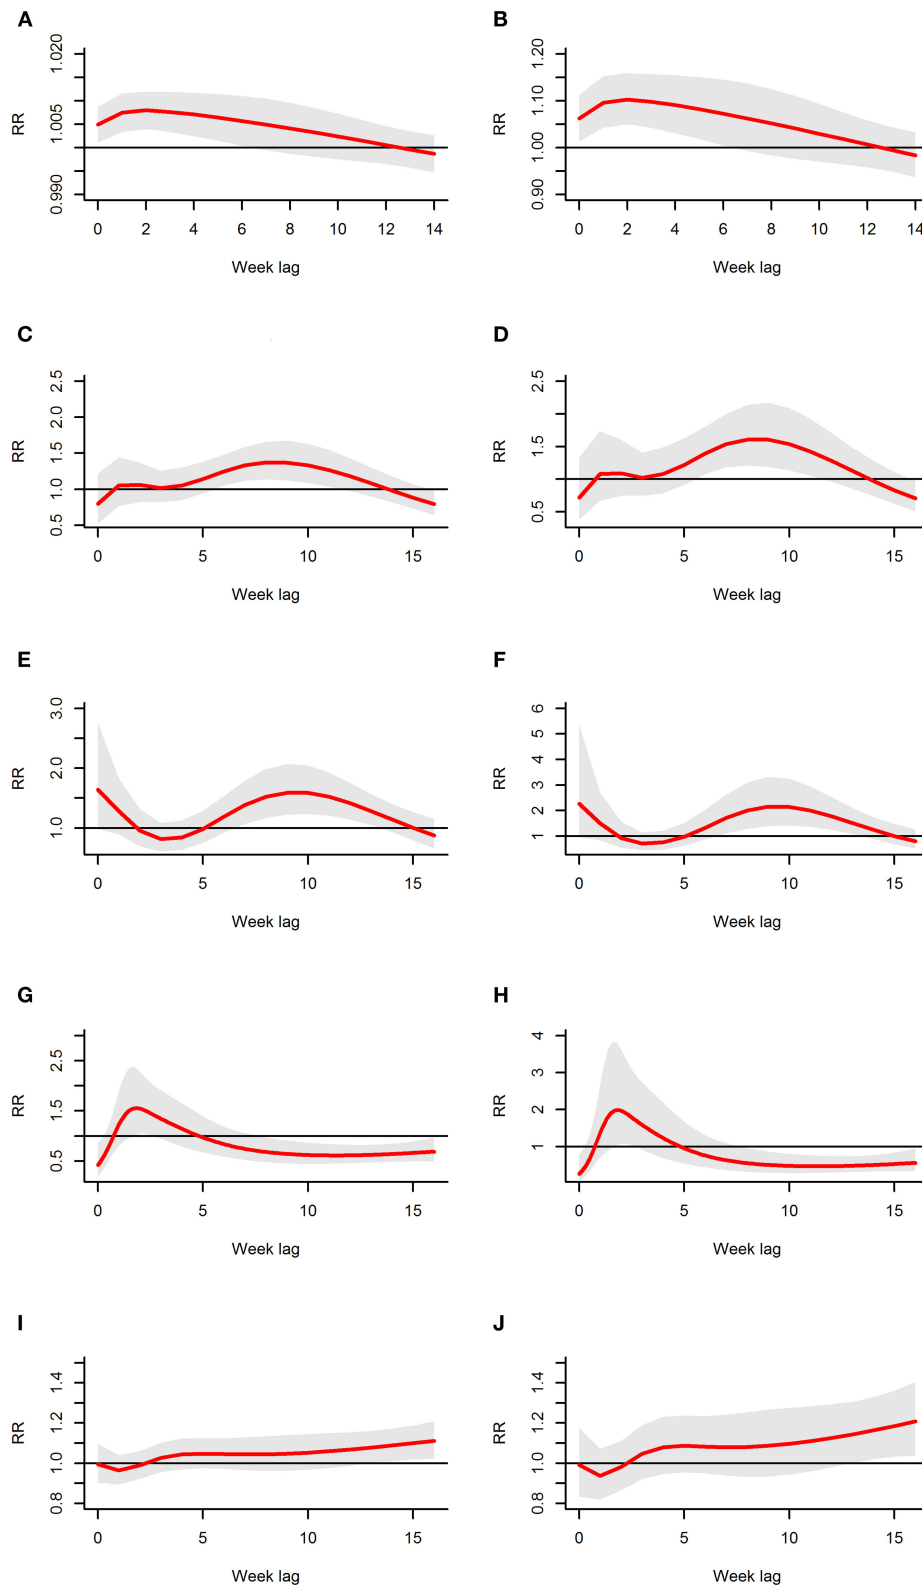 A B
RR 0.990 1.005 1.020
RR 0.90 1.00 1.10 1.20
0 2 4 6 8 10 12 14
0 2 4 6 8 10 12 14
Week lag Week lag
C D
RR 0.5 1.0 1.5 2.0 2.5
RR 0.5 1.5 2.5
0 5 10 15
0 5 10 15
Week lag Week lag
E F
RR 1.0 2.0 3.0
RR 1 2 3 4 5 6
0 5 10 15
0 5 10 15
Week lag Week lag
G H
RR 0.5 1.5 2.5
RR 1 2 3 4
0 5 10 15
0 5 10 15
Week lag Week lag
I J
RR 0.8 1.0 1.2 1.4
RR 0.8 1.0 1.2 1.4
0 5 10 15
0 5 10 15
Week lag Week lag